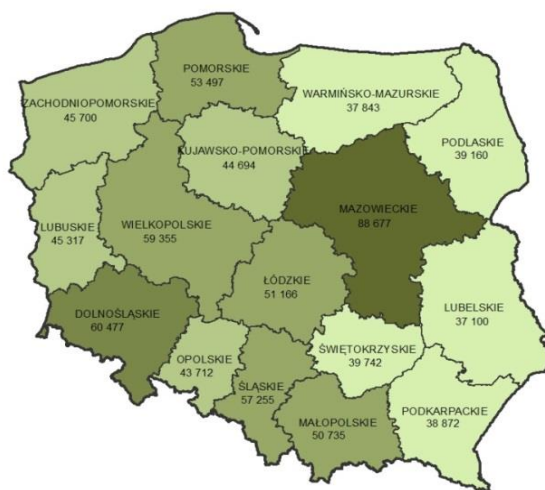 POMORSKIE
53 497
WARMIŃSKO-MAZURSKIE
37 843
ZACHODNIOPOMORSKIE
45 700
KUJAWSKO-POMORSKIE
44 694
PODLASKIE
39 160
MAZOWIECKIE
88 677
LUBUSKIE
45 317
WIELKOPOLSKIE
59 355
ŁÓDZKIE
51 166
LUBELSKIE
37 100
DOLNOŚLĄSKIE
60 477
OPOLSKIE
43 712
ŚWIĘTOKRZYSKIE
39 742
ŚLĄSKIE
57 255
MAŁOPOLSKIE
50 735
PODKARPACKIE
38 872